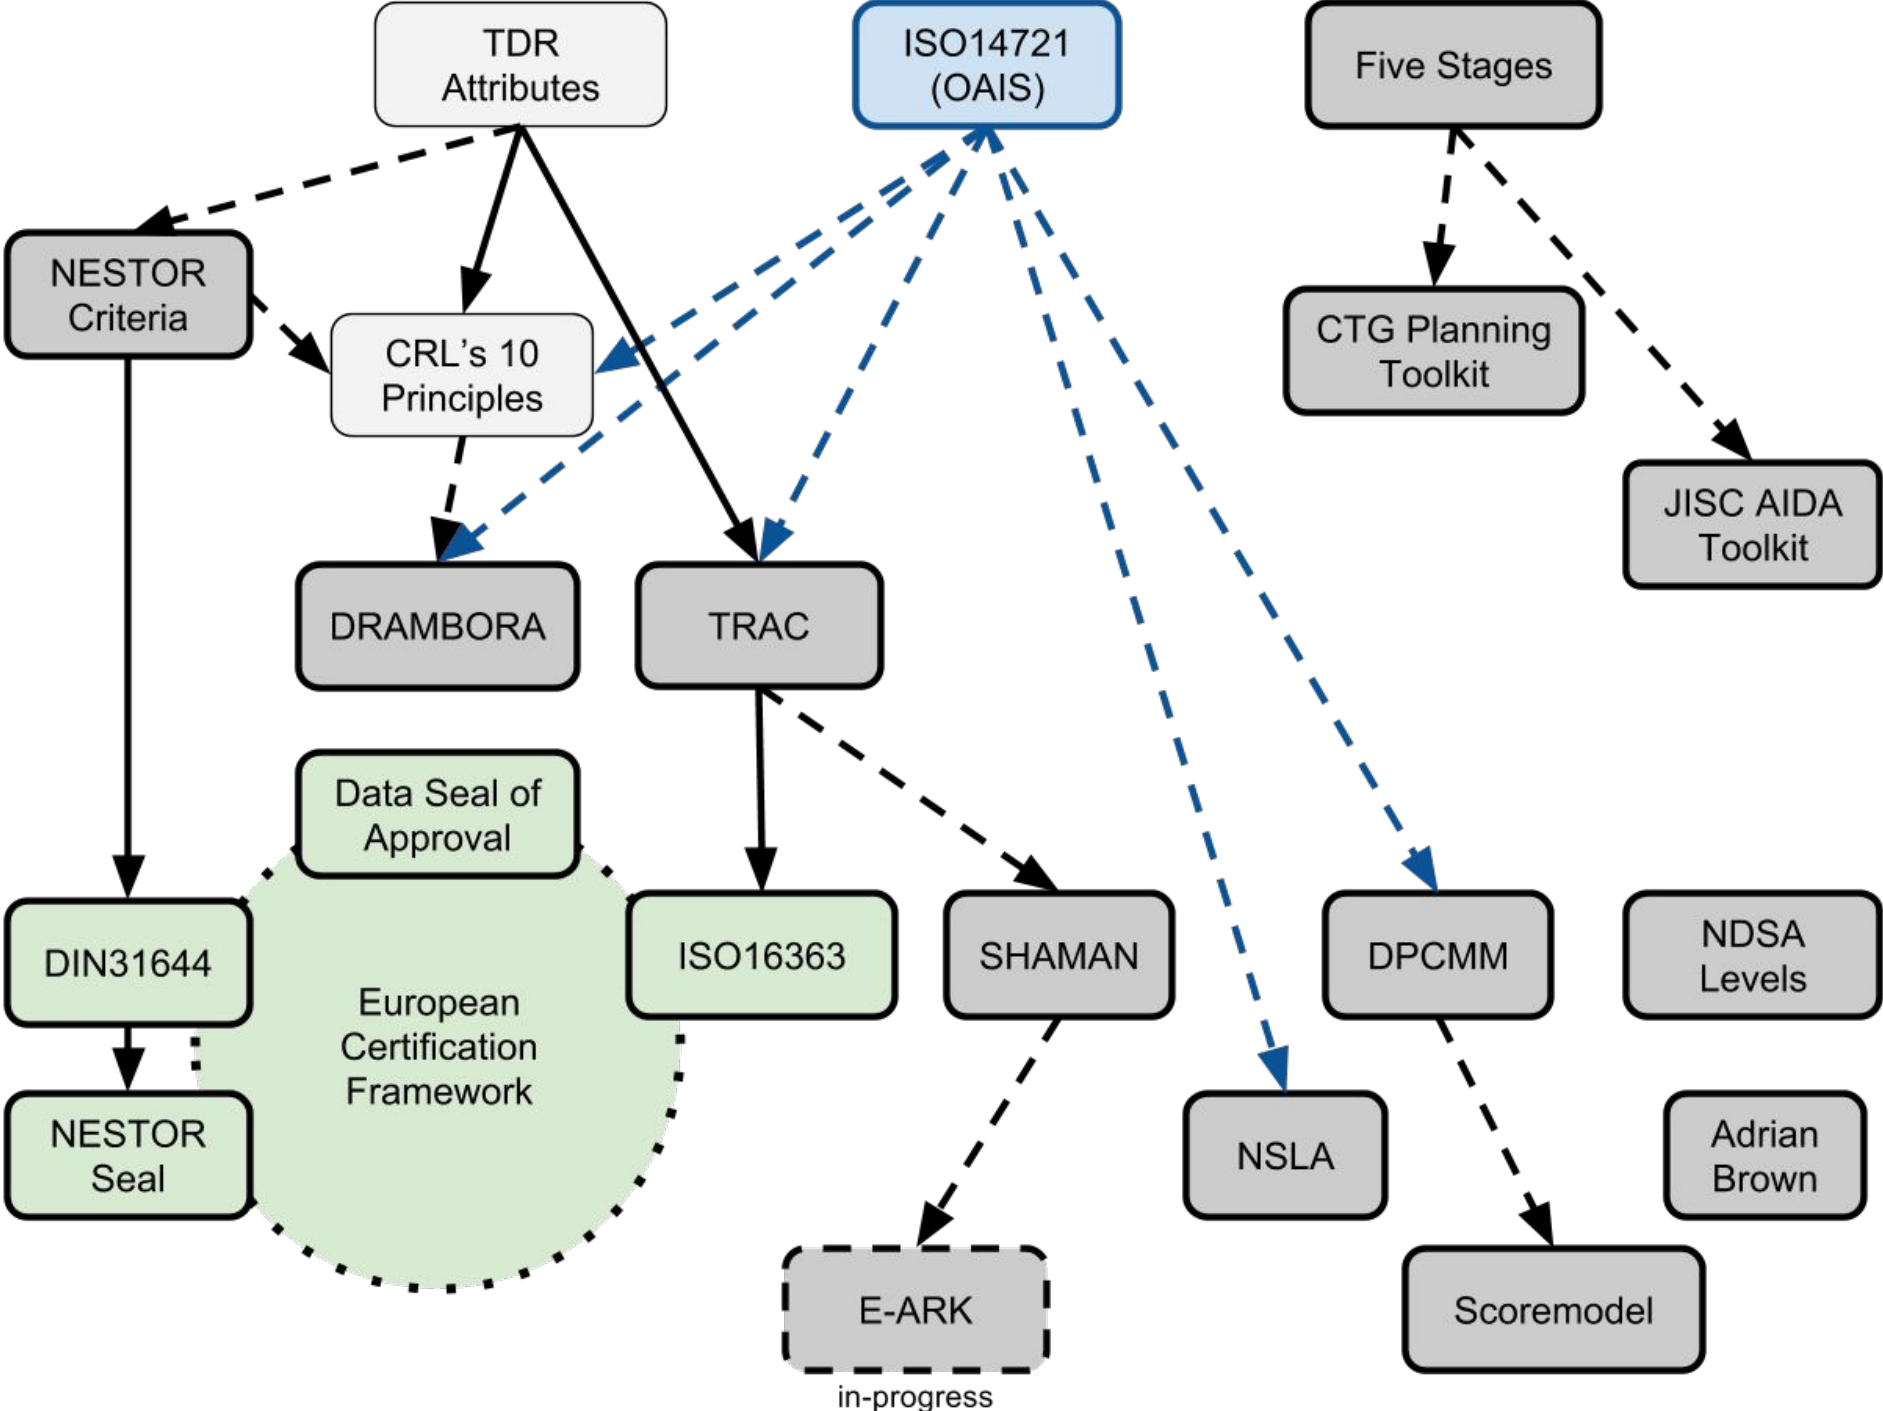 TDR
Attributes
ISO14721
(OAIS)
Five Stages
NESTOR
Criteria
CRL’s 10
Principles
CTG Planning
Toolkit
JISC AIDA
Toolkit
DRAMBORA
TRAC
Data Seal of
Approval
DIN31644
European
Certification
Framework
ISO16363
SHAMAN
DPCMM
NDSA
Levels
NESTOR
Seal
NSLA
Adrian
Brown
E-ARK
in-progress
Scoremodel